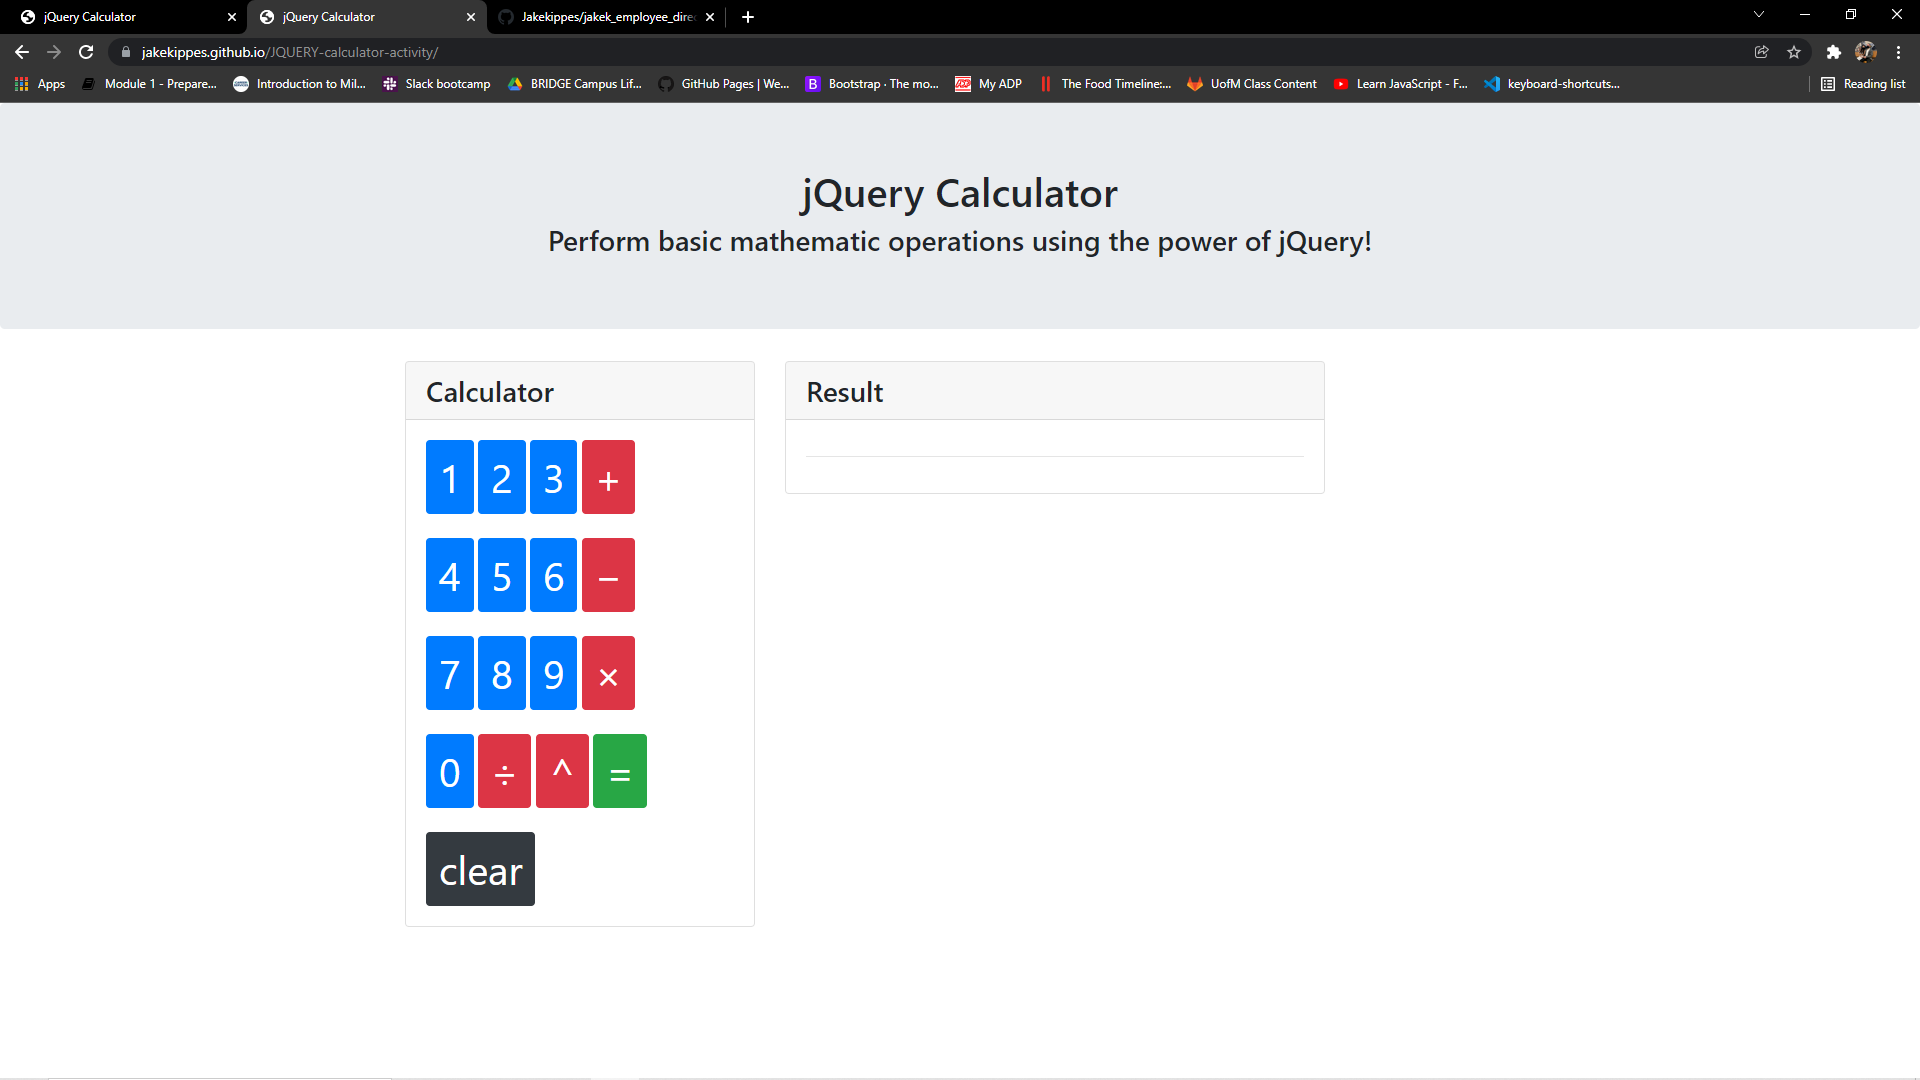 jQuery Calculator
jQuery Calculator
Jakekippes/jakek_employee_dire
jakekippes.github.io/JQUERY-calculator-activity/
Apps Module 1 - Prepare... Introduction to Mil... Slack bootcamp BRIDGE Campus Lif... GitHub Pages | We... B Bootstrap · The mo... ADP My ADP The Food Timeline:... UofM Class Content Learn JavaScript - F... keyboard-shortcuts... Reading list
jQuery Calculator
Perform basic mathematic operations using the power of jQuery!
Calculator
1 2 3 +
4 5 6 −
7 8 9 ×
0 ÷ ^ =
clear
Result